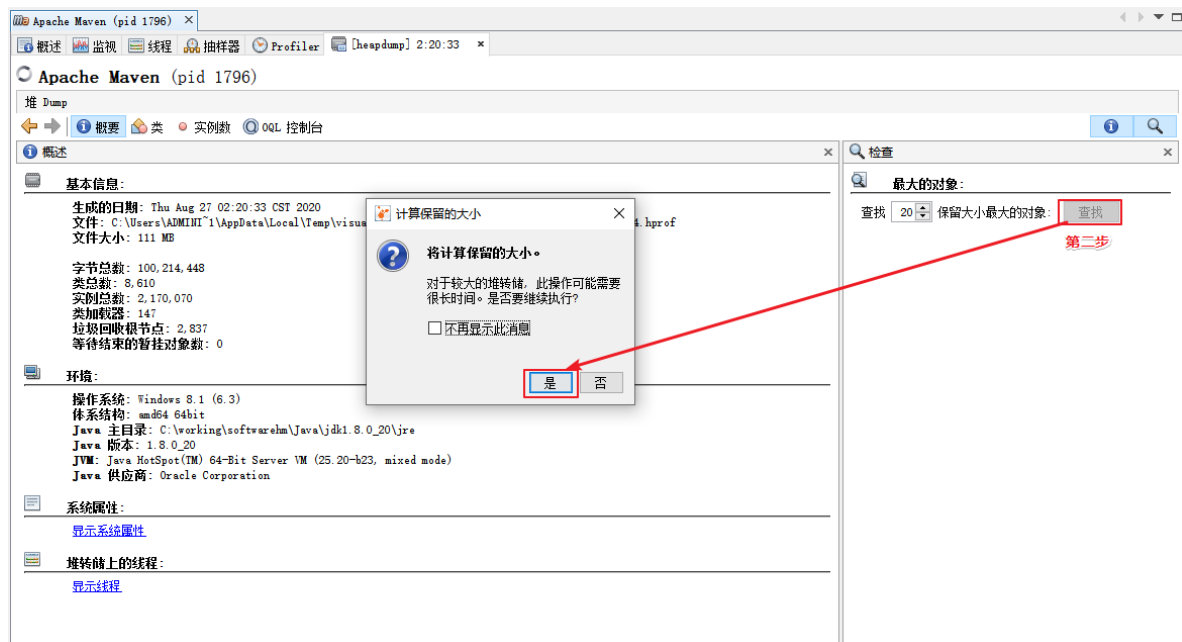 Apache Maven (pid 1796)
概述 监视 线程 抽样器 Profiler [heapdump] 2:20:33
Apache Maven (pid 1796)
堆 Dump
概要 类 实例数 OQL 控制台
概述
基本信息:
生成的日期: Thu Aug 27 02:20:33 CST 2020
文件: C:\Users\ADMINI~1\AppData\Local\Temp\visua
4.hprof
文件大小: 111 MB
字节总数: 100,214,448
类总数: 8,610
实例总数: 2,170,070
类加载器: 147
垃圾回收根节点: 2,837
等待结束的暂挂对象数: 0
环境:
操作系统: Windows 8.1 (6.3)
体系结构: amd64 64bit
Java 主目录: C:\working\softwarehm\Java\jdk1.8.0_20\jre
Java 版本: 1.8.0_20
JVM: Java HotSpot(TM) 64-Bit Server VM (25.20-b23, mixed mode)
Java 供应商: Oracle Corporation
系统属性:
显示系统属性
堆转储上的线程:
显示线程
计算保留的大小
将计算保留的大小。
对于较大的堆转储, 此操作可能需要
很长时间。是否要继续执行?
不再显示此消息
是 否
检查
最大的对象:
查找 20 保留大小最大的对象: 查找
第二步